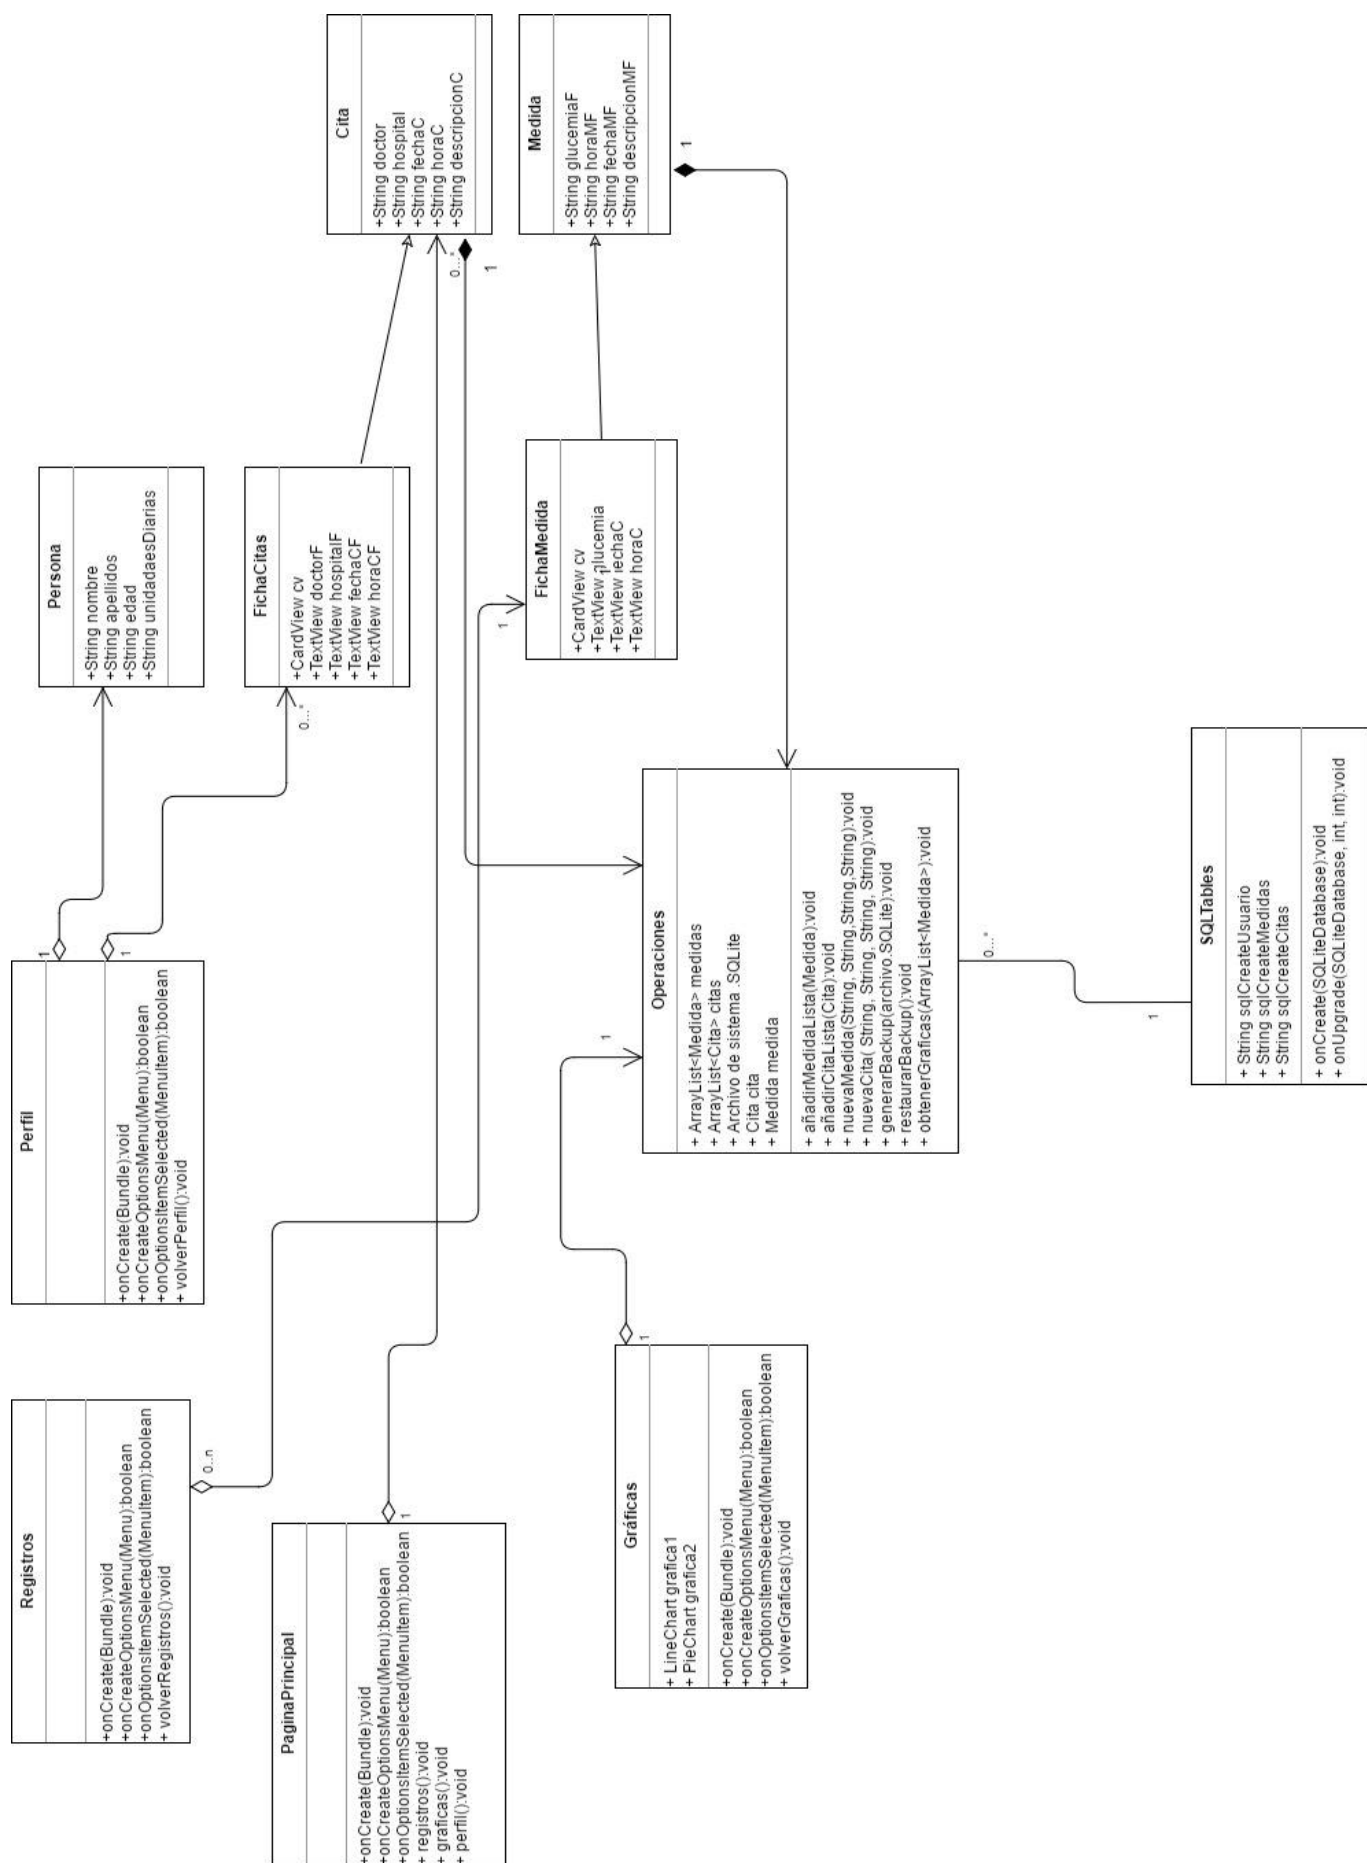 Registros
+onCreate(Bundle):void
+onCreateOptionsMenu(Menu):boolean
+onOptionsItemSelected(MenuItem):boolean
+ volverRegistros():void
0..n
Perfil
+onCreate(Bundle):void
+onCreateOptionsMenu(Menu):boolean
+onOptionsItemSelected(MenuItem):boolean
+ volverPerfil():void
1
1
Persona
+String nombre
+String apellidos
+String edad
+String unidadaesDiarias
PaginaPrincipal
+onCreate(Bundle):void
+onCreateOptionsMenu(Menu):boolean
+onOptionsItemSelected(MenuItem):boolean
+ registros():void
+ graficas():void
+ perfil():void
1
FichaCitas
+CardView cv
+TextView doctorF
+TextView hospitalF
+TextView fechaCF
+TextView horaCF
0...*
Cita
+String doctor
+String hospital
+String fechaC
+String horaC
+String descripcionC
0...*
1
FichaMedida
+CardView cv
+TextView glucemia
+TextView fechaC
+TextView horaC
1
Medida
+String glucemiaF
+String horaMF
+String fechaMF
+String descripcionMF
1
Gráficas
+ LineChart grafica1
+ PieChart grafica2
+onCreate(Bundle):void
+onCreateOptionsMenu(Menu):boolean
+onOptionsItemSelected(MenuItem):boolean
+ volverGraficas():void
1
1
Operaciones
+ ArrayList<Medida> medidas
+ ArrayList<Cita> citas
+ Archivo de sistema .SQLite
+ Cita cita
+ Medida medida
+ añadirMedidaLista(Medida):void
+ añadirCitaLista(Cita):void
+ nuevaMedida(String, String,String,String):void
+ nuevaCita( String, String, String, String):void
+ generarBackup(archivo.SQLite):void
+ restaurarBackup():void
+ obtenerGraficas(ArrayList<Medida>):void
0...*
1
SQLTables
+ String sqlCreateUsuario
+ String sqlCreateMedidas
+ String sqlCreateCitas
+ onCreate(SQLiteDatabase):void
+ onUpgrade(SQLiteDatabase, int, int):void